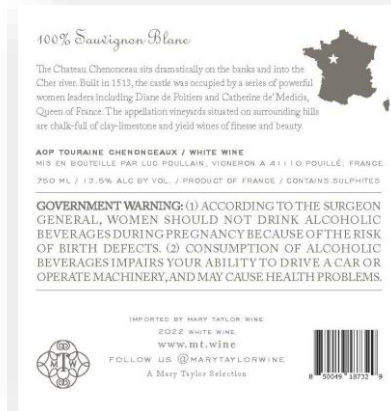 100% Sauvignon Blanc
The Chateau Chenonceau sits dramatically on the banks and into the
Cher river. Built in 1513, the castle was occupied by a series of powerful
women leaders including Diane de Poitiers and Catherine de' Medicis,
Queen of France. The appellation vineyards situated on surrounding hills
are chalk-full of clay-limestone and yield wines of finesse and beauty.
AOP TOURAINE CHENONCEAUX / WHITE WINE
MIS EN BOUTEILLE PAR LUC POULLAIN, VIGNERON A 41110 POUILLÉ, FRANCE
750 ML / 13.5% ALC BY VOL. / PRODUCT OF FRANCE / CONTAINS SULPHITES
GOVERNMENT WARNING: (1) ACCORDING TO THE SURGEON
GENERAL, WOMEN SHOULD NOT DRINK ALCOHOLIC
BEVERAGES DURING PREGNANCY BECAUSE OF THE RISK
OF BIRTH DEFECTS. (2) CONSUMPTION OF ALCOHOLIC
BEVERAGES IMPAIRS YOUR ABILITY TO DRIVE A CAR OR
OPERATE MACHINERY, AND MAY CAUSE HEALTH PROBLEMS.
IMPORTED BY MARY TAYLOR WINE
2022 WHITE WINE
www.mt.wine
FOLLOW US @MARYTAYLORWINE
A Mary Taylor Selection
M T W
8 50049 18732 9